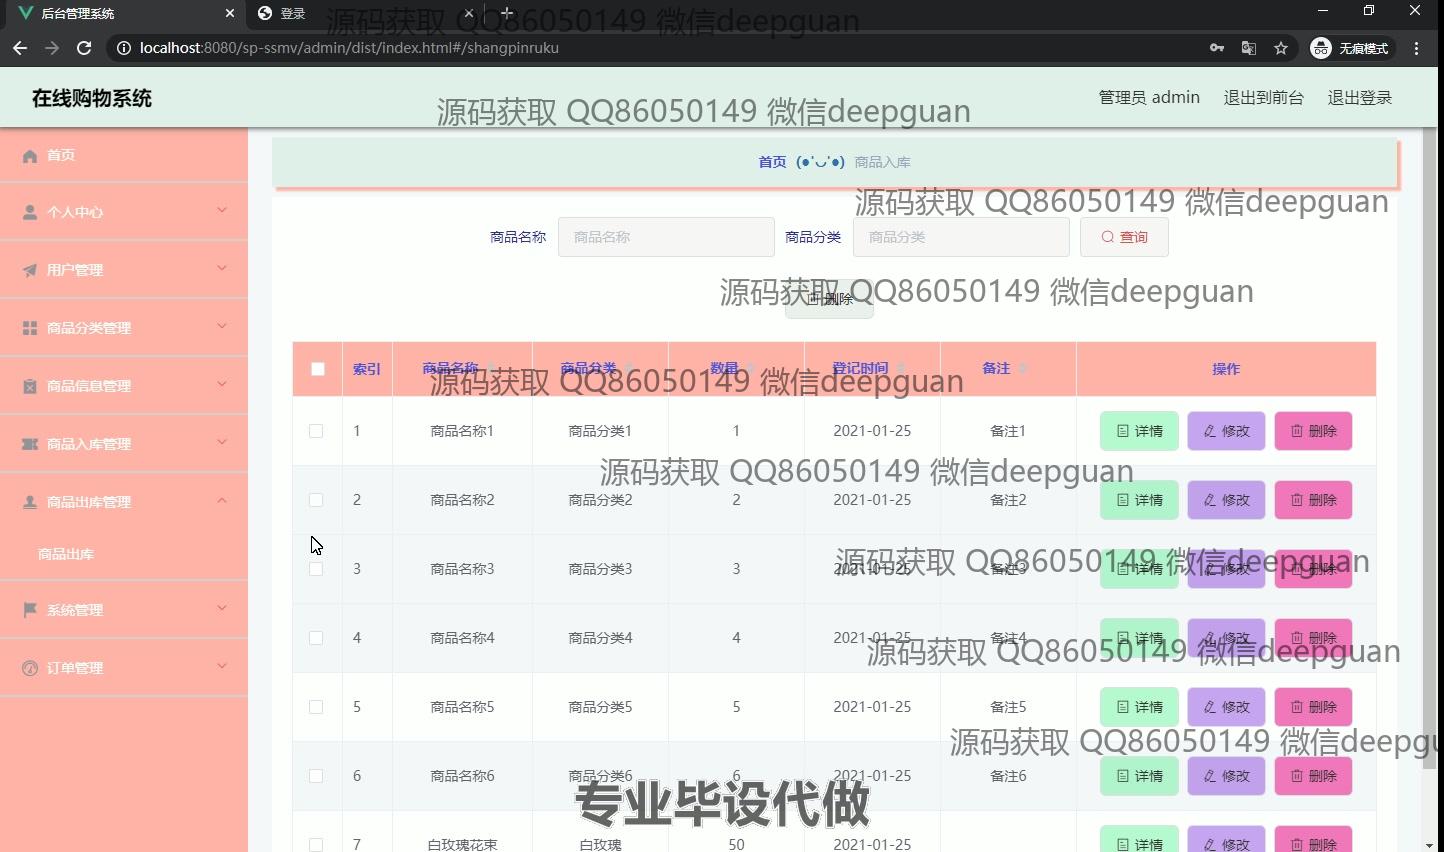 后台管理系统
登录
源码获取 QQ86050149 微信deepguan
localhost:8080/sp-ssmv/admin/dist/index.html#/shangpinruku
无痕模式
在线购物系统
源码获取 QQ86050149 微信deepguan
管理员 admin 退出到前台 退出登录
首页
个人中心
用户管理
商品分类管理
商品信息管理
商品入库管理
商品出库管理
商品出库
系统管理
订单管理
首页 (●'◡'●) 商品入库
源码获取 QQ86050149 微信deepguan
商品名称 商品名称 商品分类 商品分类 查询
源码获取 QQ86050149 微信deepguan
删除
索引 商品名称 商品分类 数量 登记时间 备注 操作
源码获取 QQ86050149 微信deepguan
1 商品名称1 商品分类1 1 2021-01-25 备注1 详情 修改 删除
源码获取 QQ86050149 微信deepguan
2 商品名称2 商品分类2 2 2021-01-25 备注2 详情 修改 删除
源码获取 QQ86050149 微信deepguan
3 商品名称3 商品分类3 3 2021-01-25 备注3 详情 修改 删除
4 商品名称4 商品分类4 4 2021-01-25 备注4 详情 修改 删除
源码获取 QQ86050149 微信deepguan
5 商品名称5 商品分类5 5 2021-01-25 备注5 详情 修改 删除
源码获取 QQ86050149 微信deepgu
6 商品名称6 商品分类6 6 2021-01-25 备注6 详情 修改 删除
专业毕设代做
7 白玫瑰花束 白玫瑰 50 2021-01-25 详情 修改 删除